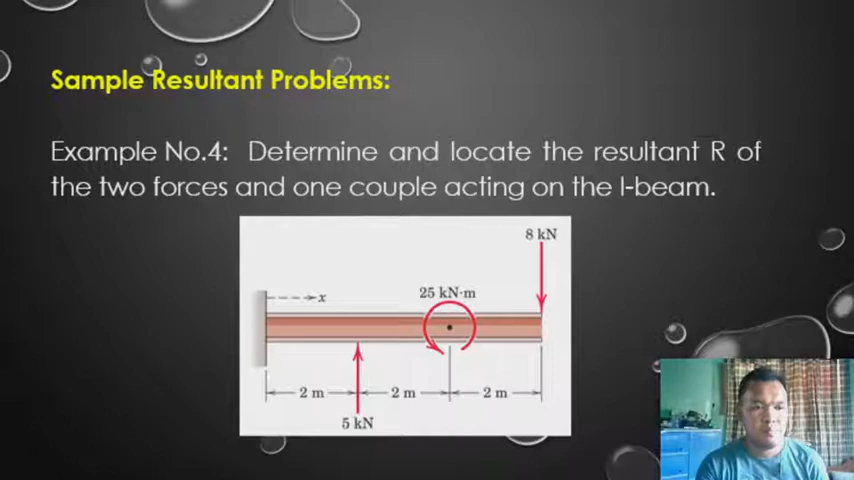 Sample Resultant Problems:
Example No.4: Determine and locate the resultant R of
the two forces and one couple acting on the I-beam.
8 kN
25 kN·m
x
2 m
2 m
2 m
5 kN